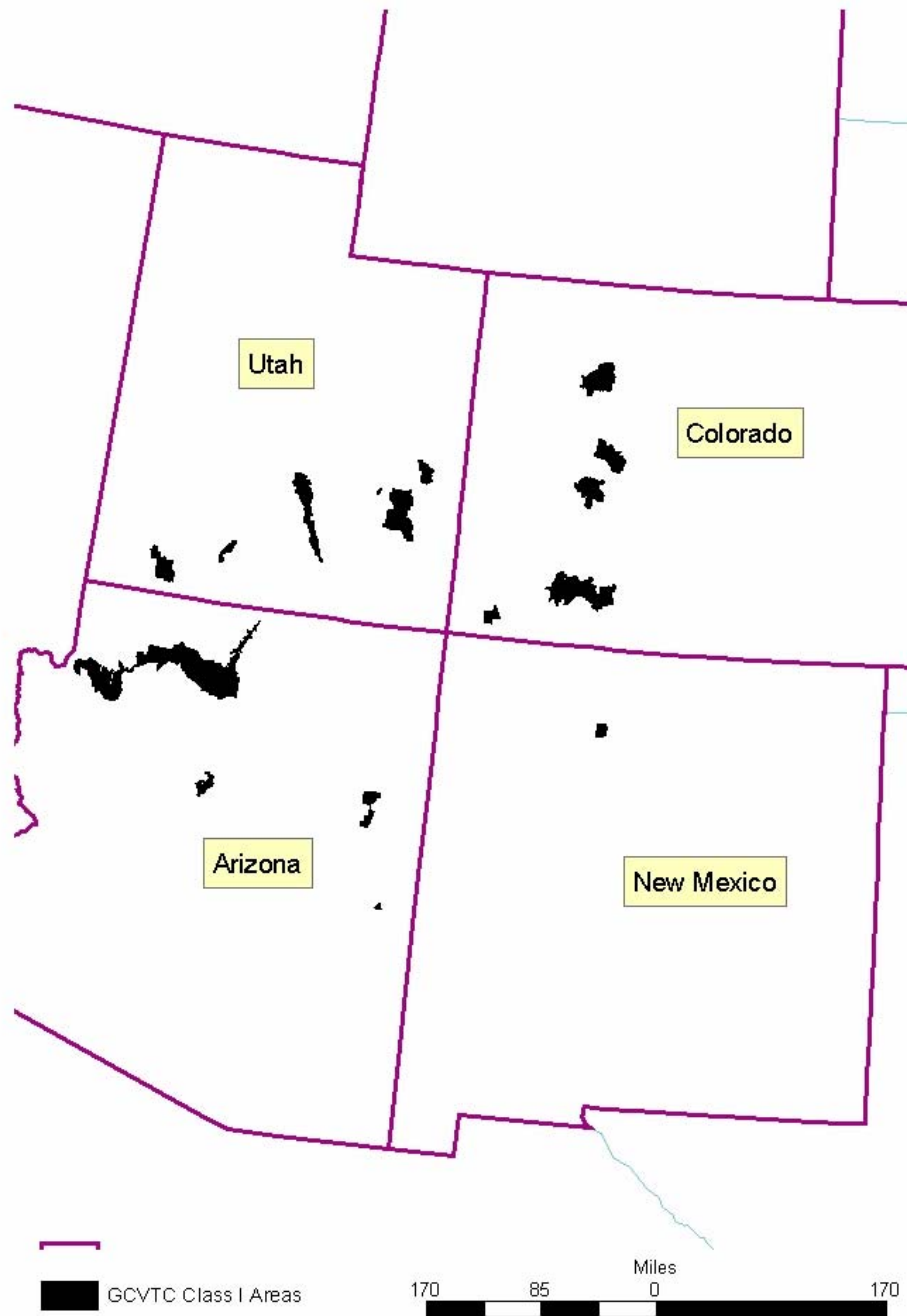 Utah
Colorado
Arizona
New Mexico
GCVTC Class I Areas
Miles
170 85 0 170